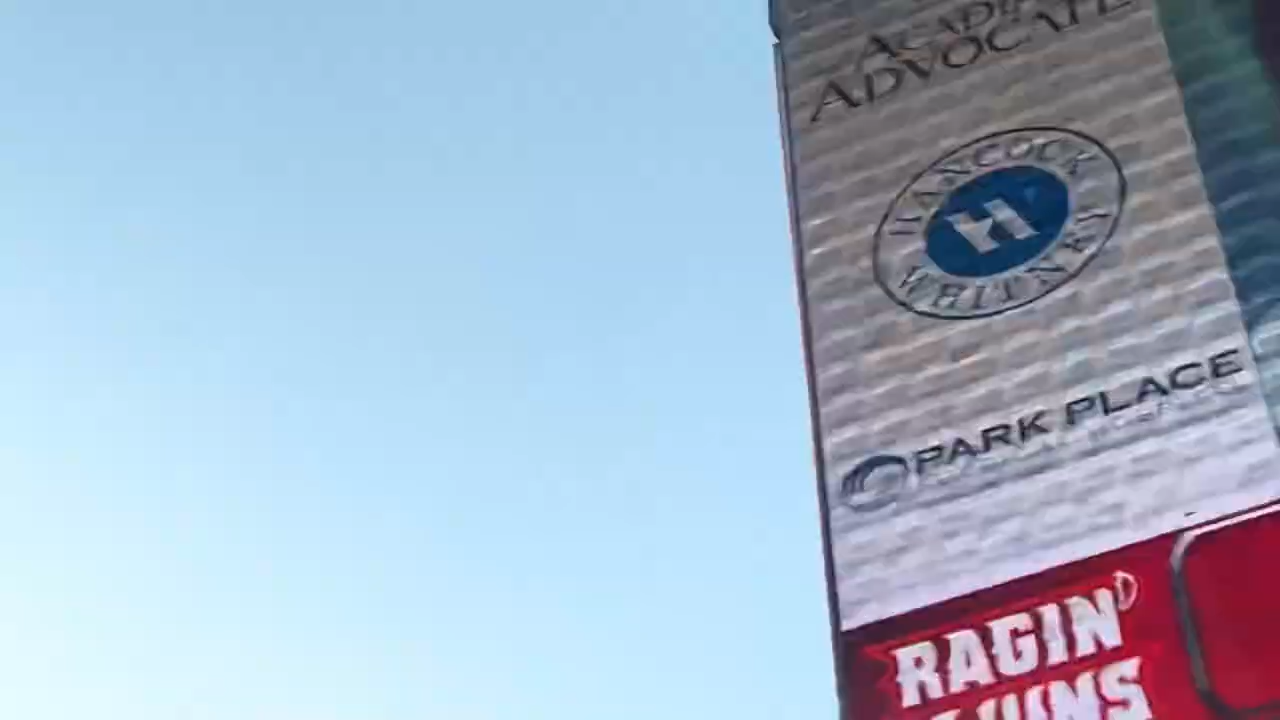 ADVOCATE
HANCOCK
H
WHITNEY
PARK PLACE
RAGIN'